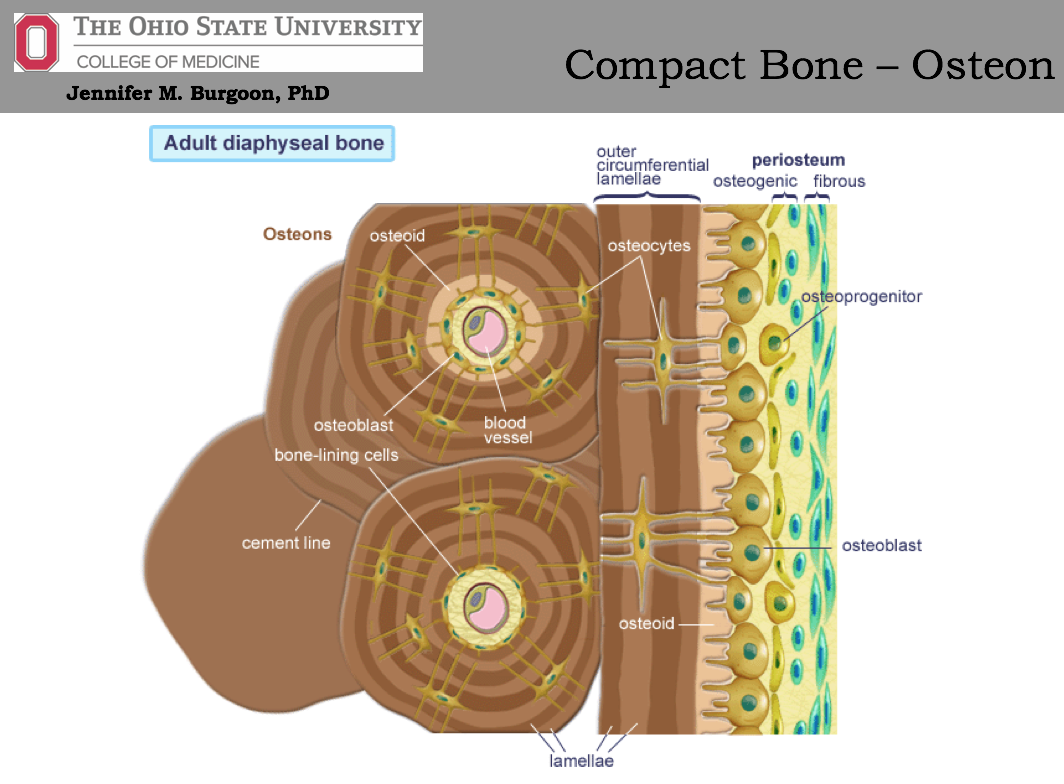 THE OHIO STATE UNIVERSITY
COLLEGE OF MEDICINE
Jennifer M. Burgoon, PhD
Compact Bone – Osteon
Adult diaphyseal bone
outer
circumferential
lamellae
periosteum
osteogenic
fibrous
Osteons
osteoid
osteocytes
osteoprogenitor
osteoblast
blood
vessel
bone-lining cells
cement line
osteoblast
osteoid
lamellae